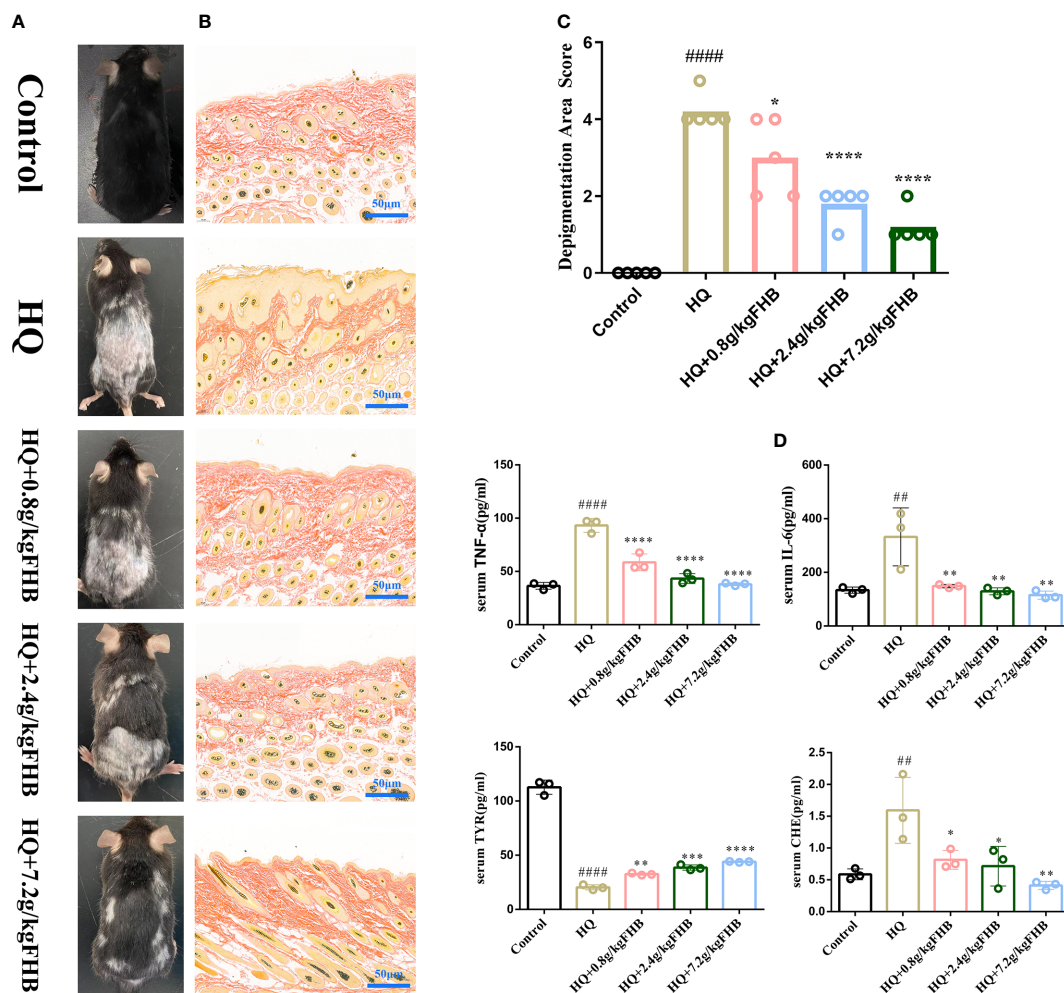 A
B
C
Control
HQ
HQ+0.8g/kgFHB
HQ+2.4g/kgFHB
HQ+7.2g/kgFHB
50μm
50μm
50μm
50μm
50μm
Depigmentation Area Score
6
4
2
0
####
*
****
****
Control
HQ
HQ+0.8g/kgFHB
HQ+2.4g/kgFHB
HQ+7.2g/kgFHB
D
serum TNF-α(pg/ml)
150
100
50
0
####
****
****
****
Control
HQ
HQ+0.8g/kgFHB
HQ+2.4g/kgFHB
HQ+7.2g/kgFHB
serum IL-6(pg/ml)
600
400
200
0
##
**
**
**
Control
HQ
HQ+0.8g/kgFHB
HQ+2.4g/kgFHB
HQ+7.2g/kgFHB
serum TYR(pg/ml)
150
100
50
0
####
**
***
****
Control
HQ
HQ+0.8g/kgFHB
HQ+2.4g/kgFHB
HQ+7.2g/kgFHB
serum CHE(pg/ml)
2.5
2.0
1.5
1.0
0.5
0.0
##
*
*
**
Control
HQ
HQ+0.8g/kgFHB
HQ+2.4g/kgFHB
HQ+7.2g/kgFHB